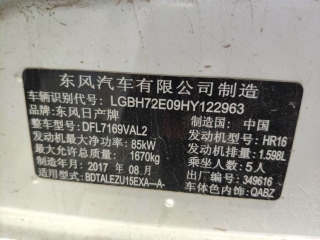 东风汽车有限公司制造
车辆识别代号：LGBH72E09HY122963
品牌：东风日产牌 制造国：中国
型号：DFL7169VAL2 发动机型号：HR16
发动机最大净功率：85kW 发动机排量：1.598L
最大允许总质量：1670kg 乘坐人数：5人
制造年月：2017 年 08 月 出厂编号：349616
适用型式：BDTALEZU15EXA-A- 车体色内饰：QABZ